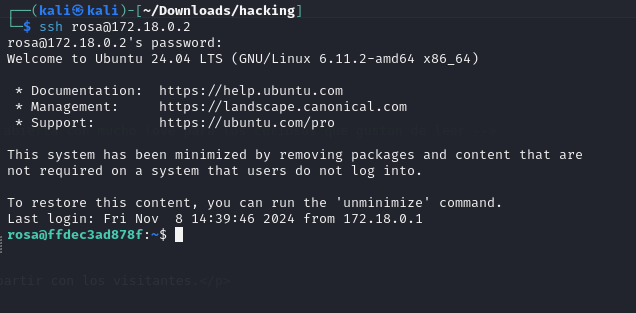 ┌──(kali㉿kali)-[~/Downloads/hacking]
└─$ ssh rosa@172.18.0.2
rosa@172.18.0.2's password:
Welcome to Ubuntu 24.04 LTS (GNU/Linux 6.11.2-amd64 x86_64)
* Documentation:  https://help.ubuntu.com
* Management:     https://landscape.canonical.com
* Support:        https://ubuntu.com/pro
This system has been minimized by removing packages and content that are
not required on a system that users do not log into.
To restore this content, you can run the 'unminimize' command.
Last login: Fri Nov  8 14:39:46 2024 from 172.18.0.1
rosa@ffdec3ad878f:~$
partir con los visitantes.</p>